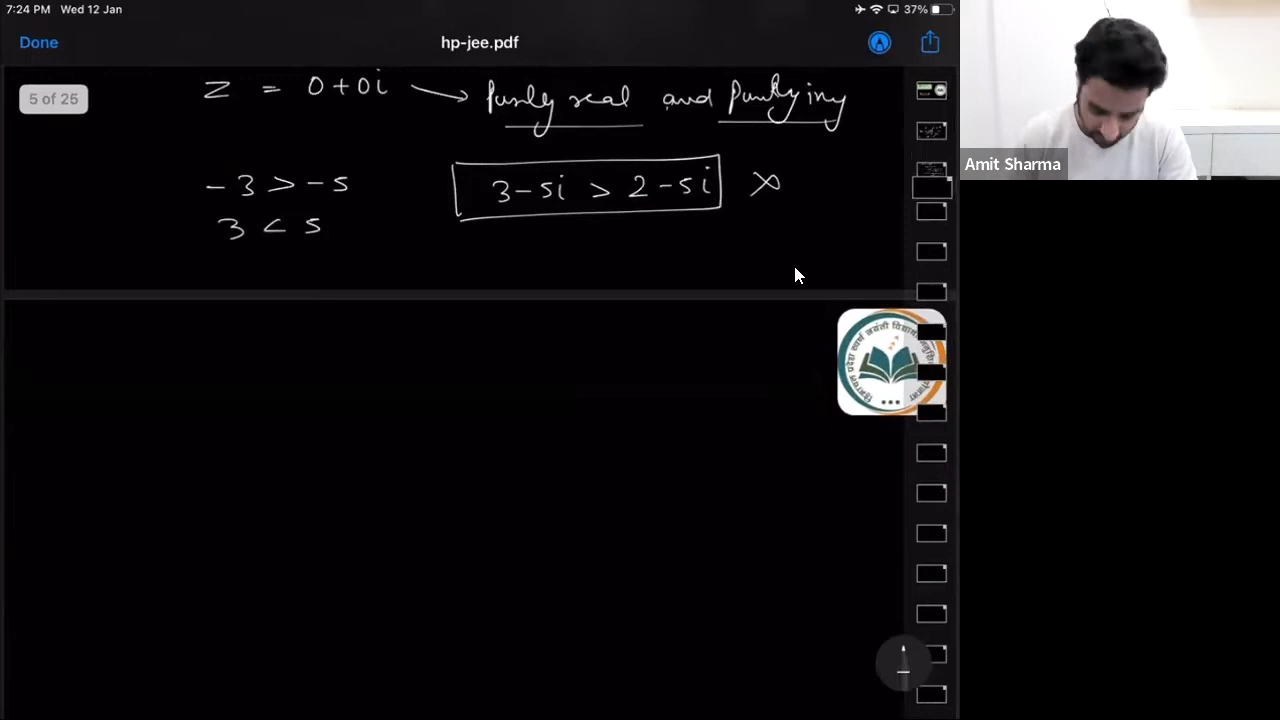 7:24 PM Wed 12 Jan
37%
Done
hp-jee.pdf
5 of 25
z = 0+0i → purely real and purely img
-3 > -5
3-5i > 2-5i ×
3 < 5
Amit Sharma